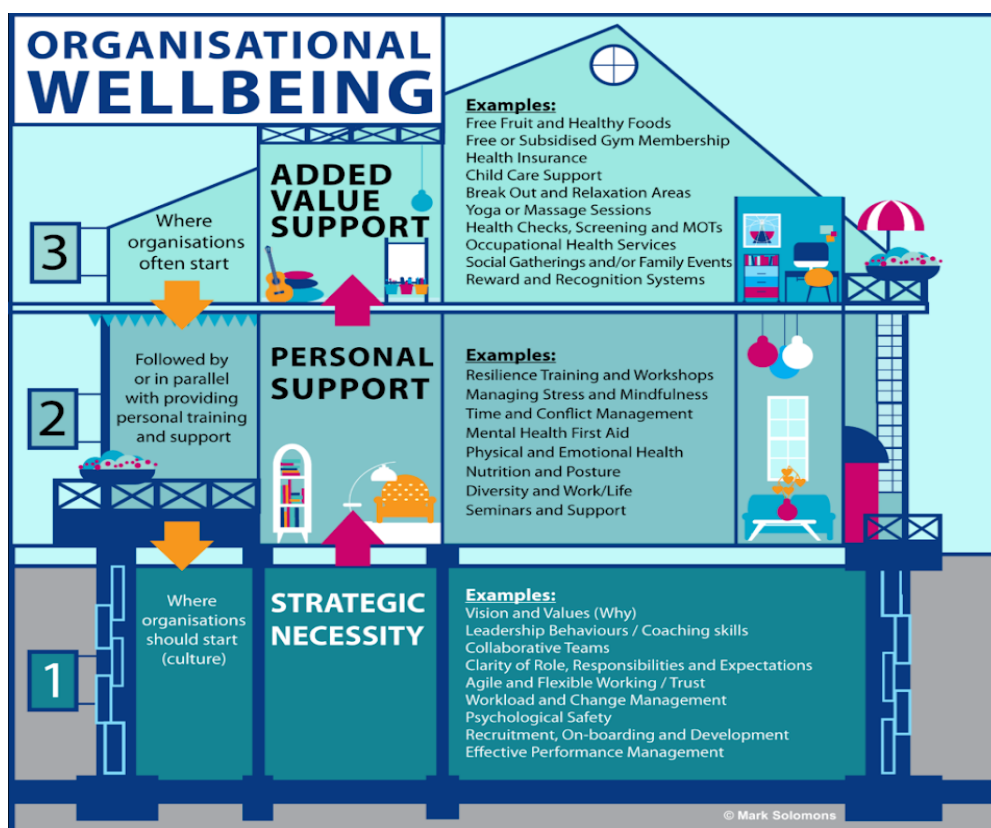 ORGANISATIONAL
WELLBEING
3
Where
organisations
often start
ADDED
VALUE
SUPPORT
Examples:
Free Fruit and Healthy Foods
Free or Subsidised Gym Membership
Health Insurance
Child Care Support
Break Out and Relaxation Areas
Yoga or Massage Sessions
Health Checks, Screening and MOTs
Occupational Health Services
Social Gatherings and/or Family Events
Reward and Recognition Systems
2
Followed by
or in parallel
with providing
personal training
and support
PERSONAL
SUPPORT
Examples:
Resilience Training and Workshops
Managing Stress and Mindfulness
Time and Conflict Management
Mental Health First Aid
Physical and Emotional Health
Nutrition and Posture
Diversity and Work/Life
Seminars and Support
1
Where
organisations
should start
(culture)
STRATEGIC
NECESSITY
Examples:
Vision and Values (Why)
Leadership Behaviours / Coaching skills
Collaborative Teams
Clarity of Role, Responsibilities and Expectations
Agile and Flexible Working / Trust
Workload and Change Management
Psychological Safety
Recruitment, On-boarding and Development
Effective Performance Management
© Mark Solomons